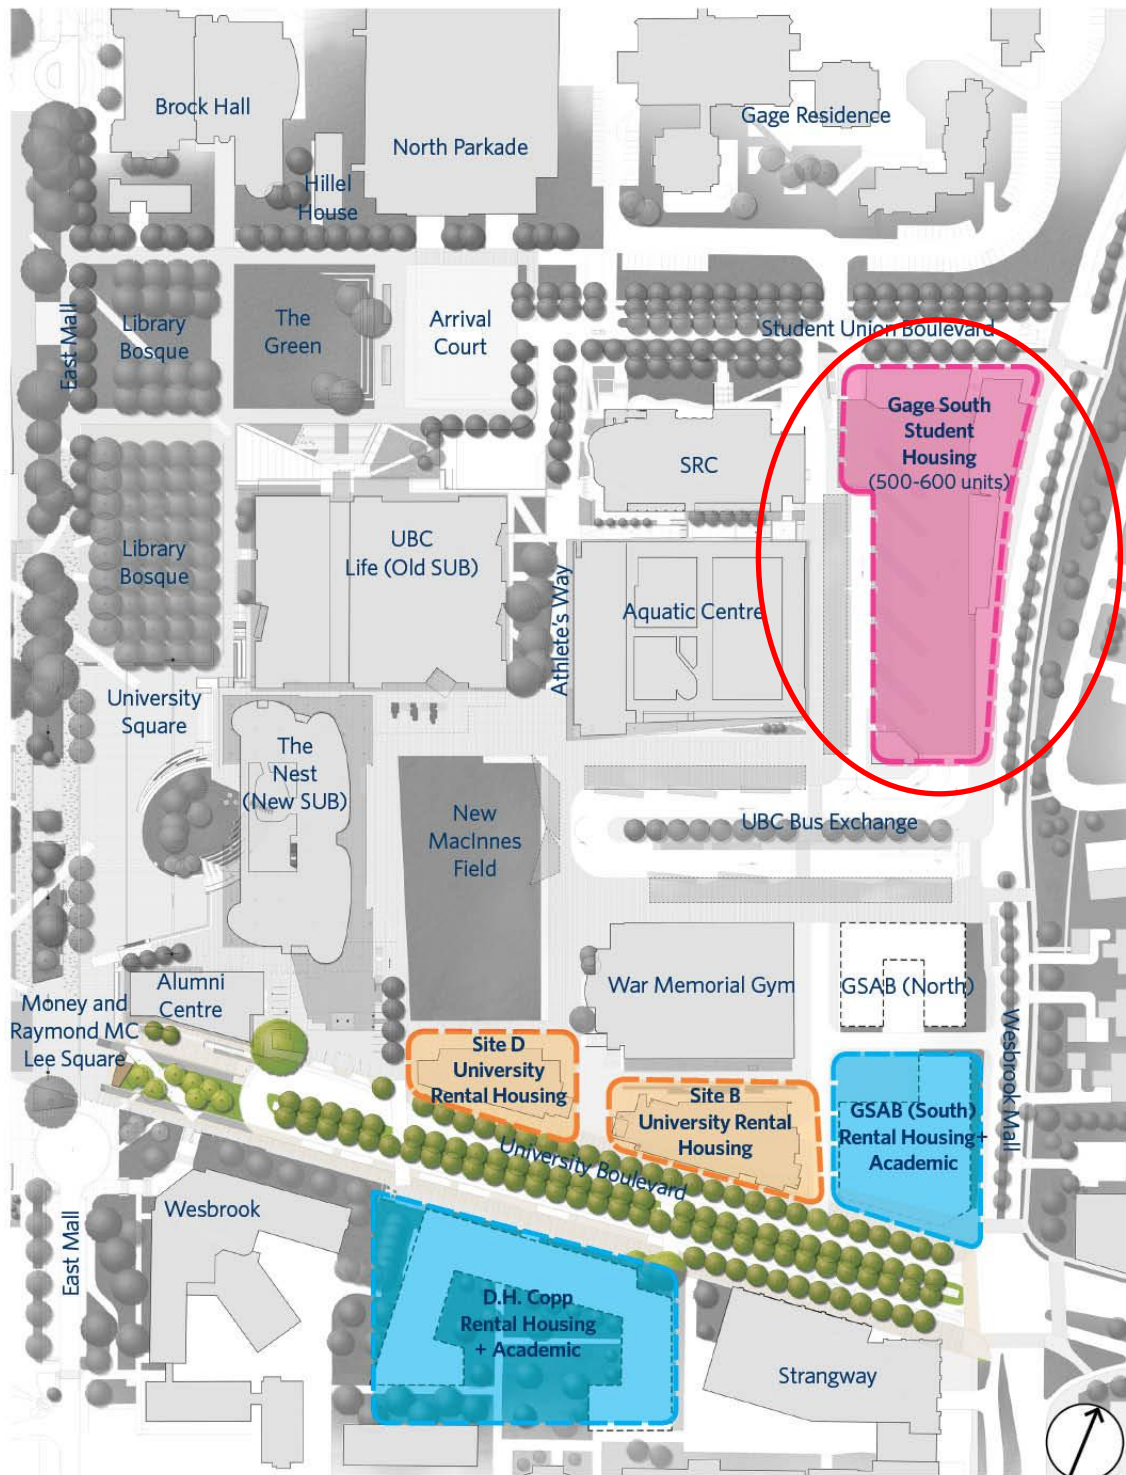 Brock Hall
North Parkade
Gage Residence
Hillel
House
East Mall
Library
Bosque
The
Green
Arrival
Court
Student Union Boulevard
Gage South
Student
Housing
(500-600 units)
SRC
Library
Bosque
UBC
Life (Old SUB)
Athlete's Way
Aquatic Centre
University
Square
The
Nest
(New SUB)
New
MacInnes
Field
UBC Bus Exchange
Alumni
Centre
War Memorial Gym
GSAB (North)
Money and
Raymond MC
Lee Square
Site D
University
Rental Housing
Site B
University Rental
Housing
GSAB (South)
Rental Housing+
Academic
Wesbrook Mall
University Boulevard
Wesbrook
East Mall
D.H. Copp
Rental Housing
+ Academic
Strangway